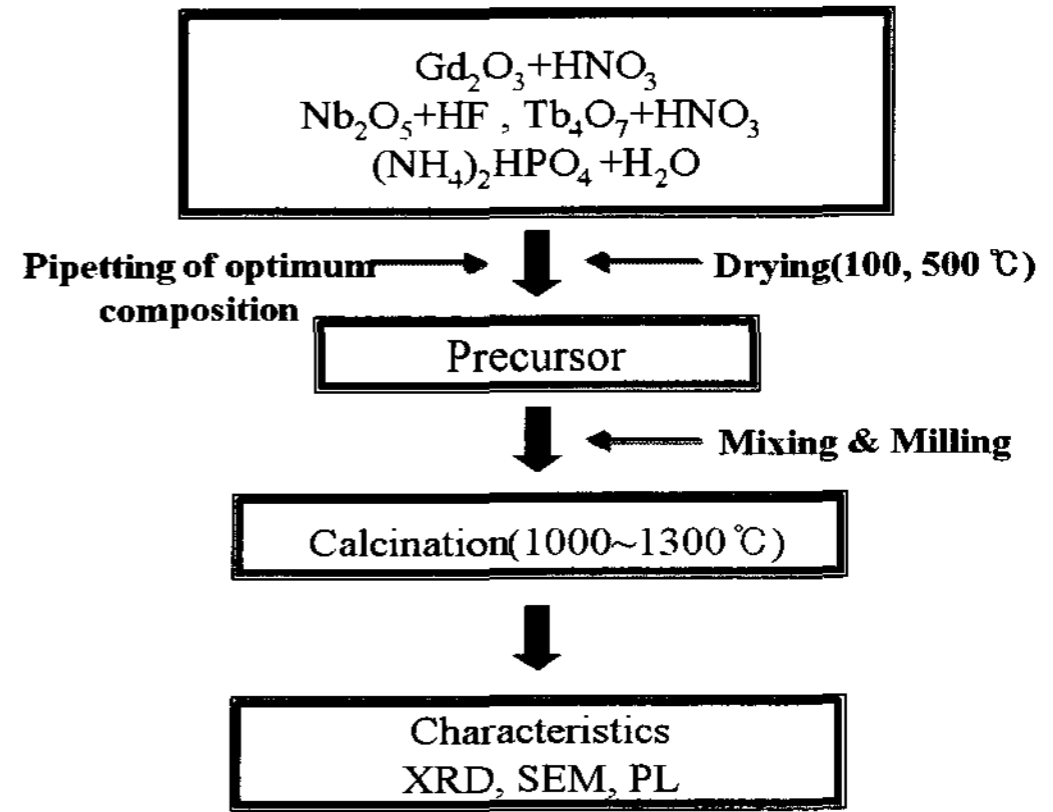 Gd₂O₃+HNO₃
Nb₂O₅+HF , Tb₄O₇+HNO₃
(NH₄)₂HPO₄ +H₂O
Pipetting of optimum
composition
Drying(100, 500 ℃)
Precursor
Mixing & Milling
Calcination(1000~1300 ℃)
Characteristics
XRD, SEM, PL